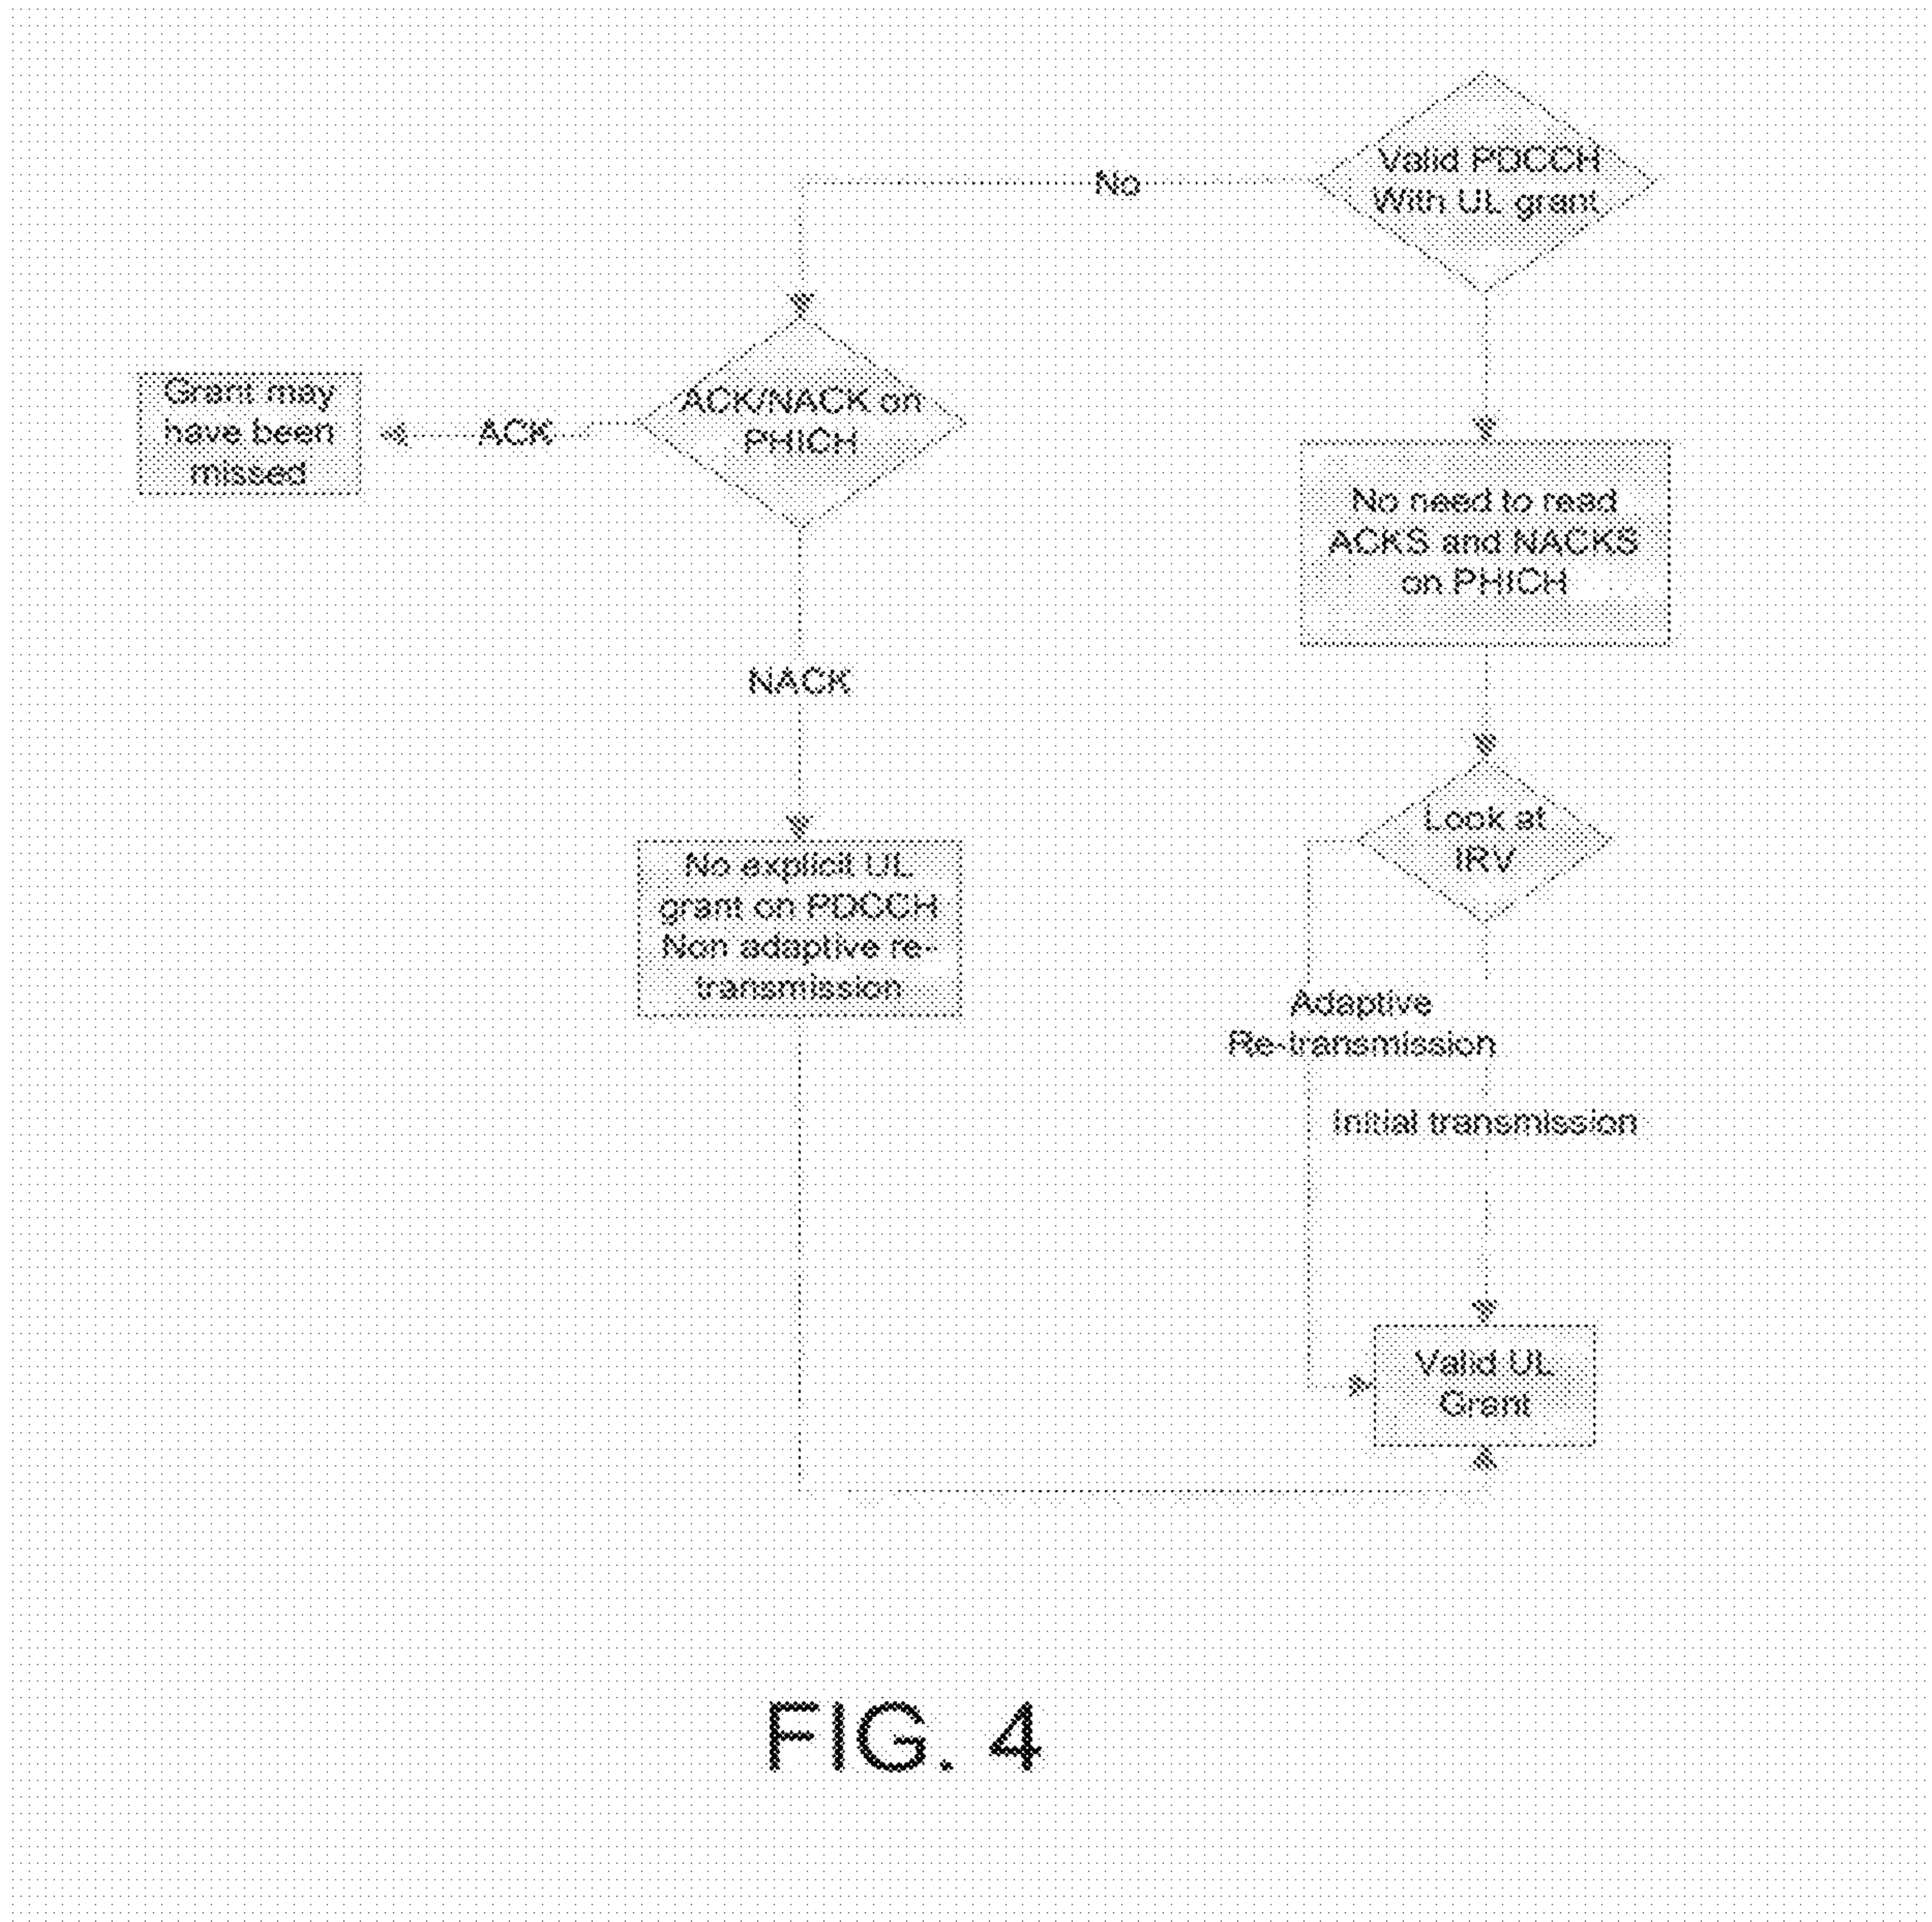 Valid PDCCH
With UL grant
No
ACK/NACK on
PHICH
ACK
Grant may
have been
missed
No need to read
ACKS and NACKS
on PHICH
NACK
Look at
IRV
No explicit UL
grant on PDCCH
Non adaptive re-
transmission
Adaptive
Re-transmission
Initial transmission
Valid UL
Grant
FIG. 4